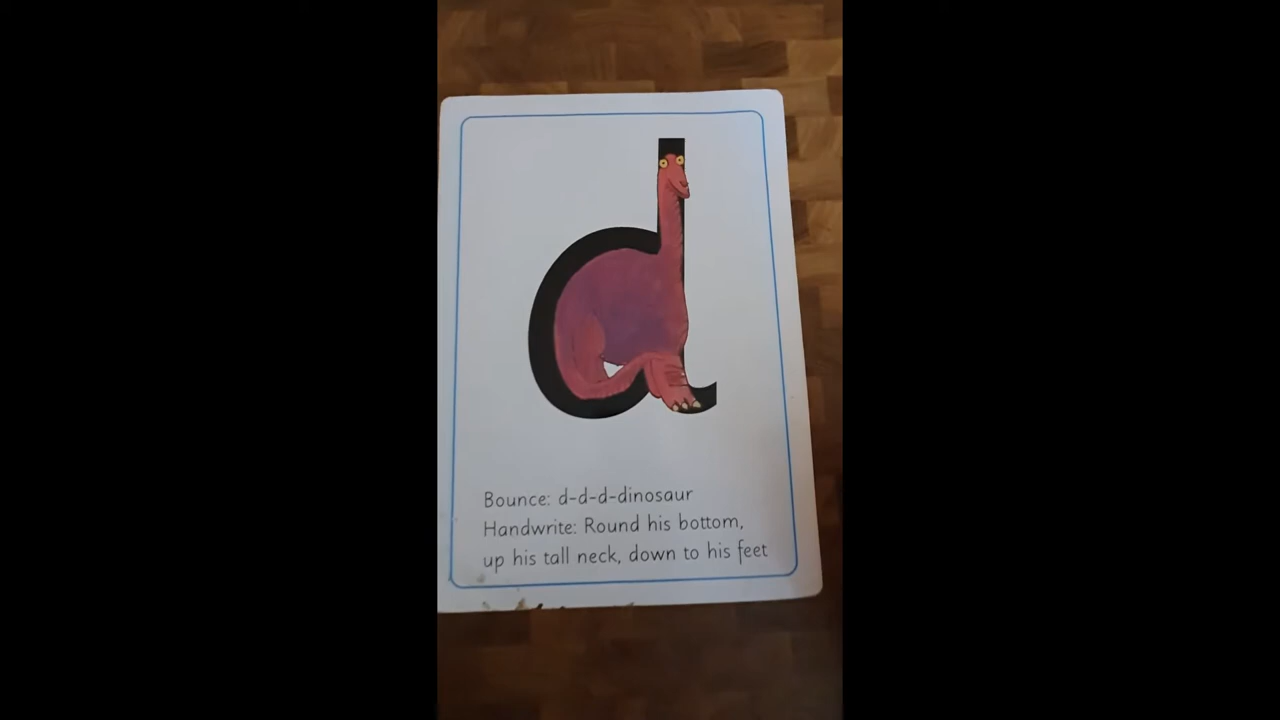 d
Bounce: d-d-d-dinosaur
Handwrite: Round his bottom,
up his tall neck, down to his feet